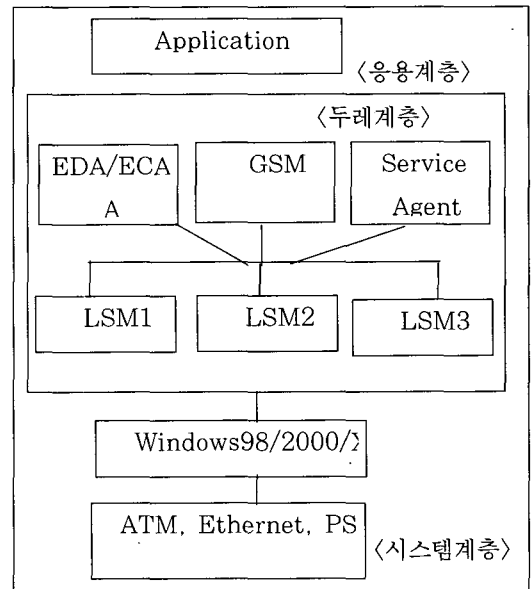 Application
〈응용계층〉
〈두레계층〉
EDA/ECA
A
GSM
Service
Agent
LSM1
LSM2
LSM3
Windows98/2000/
ATM, Ethernet, PS
〈시스템계층〉